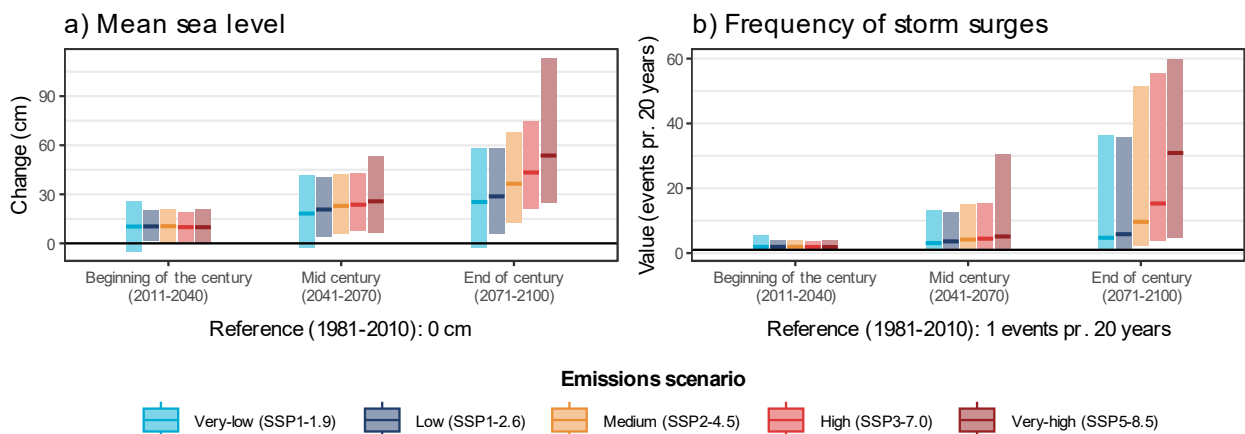 a) Mean sea level
Change (cm)
90
60
30
0
Beginning of the century
(2011-2040)
Mid century
(2041-2070)
End of century
(2071-2100)
Reference (1981-2010): 0 cm
b) Frequency of storm surges
Value (events pr. 20 years)
60
40
20
0
Beginning of the century
(2011-2040)
Mid century
(2041-2070)
End of century
(2071-2100)
Reference (1981-2010): 1 events pr. 20 years
Emissions scenario
Very-low (SSP1-1.9)
Low (SSP1-2.6)
Medium (SSP2-4.5)
High (SSP3-7.0)
Very-high (SSP5-8.5)